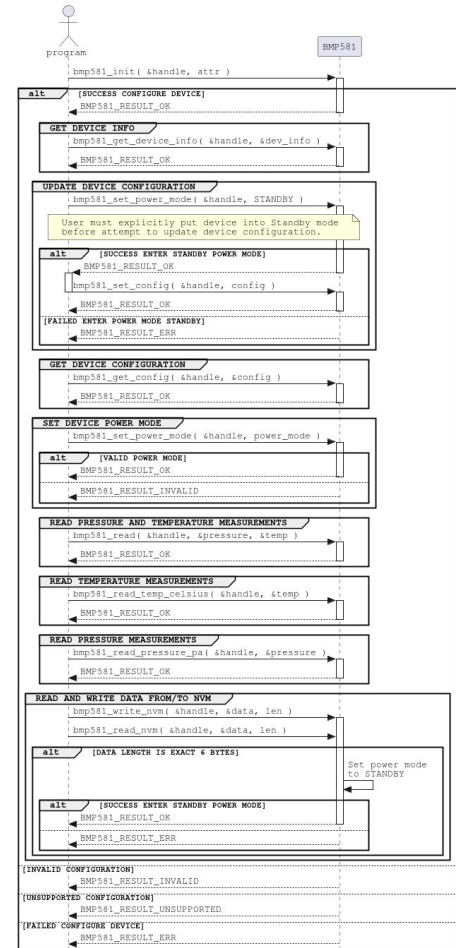 program
BMP581
bmp581_init( &handle, attr )
alt [SUCCESS CONFIGURE DEVICE]
BMP581_RESULT_OK
GET DEVICE INFO
bmp581_get_device_info( &handle, &dev_info )
BMP581_RESULT_OK
UPDATE DEVICE CONFIGURATION
bmp581_set_power_mode( &handle, STANDBY )
User must explicitly put device into Standby mode
before attempt to update device configuration.
alt [SUCCESS ENTER STANDBY POWER MODE]
BMP581_RESULT_OK
bmp581_set_config( &handle, config )
BMP581_RESULT_OK
[FAILED ENTER POWER MODE STANDBY]
BMP581_RESULT_ERR
GET DEVICE CONFIGURATION
bmp581_get_config( &handle, &config )
BMP581_RESULT_OK
SET DEVICE POWER MODE
bmp581_set_power_mode( &handle, power_mode )
alt [VALID POWER MODE]
BMP581_RESULT_OK
BMP581_RESULT_INVALID
READ PRESSURE AND TEMPERATURE MEASUREMENTS
bmp581_read( &handle, &pressure, &temp )
BMP581_RESULT_OK
READ TEMPERATURE MEASUREMENTS
bmp581_read_temp_celsius( &handle, &temp )
BMP581_RESULT_OK
READ PRESSURE MEASUREMENTS
bmp581_read_pressure_pa( &handle, &pressure )
BMP581_RESULT_OK
READ AND WRITE DATA FROM/TO NVM
bmp581_write_nvm( &handle, &data, len )
bmp581_read_nvm( &handle, &data, len )
alt [DATA LENGTH IS EXACT 6 BYTES]
Set power mode
to STANDBY
alt [SUCCESS ENTER STANDBY POWER MODE]
BMP581_RESULT_OK
BMP581_RESULT_ERR
[INVALID CONFIGURATION]
BMP581_RESULT_INVALID
[UNSUPPORTED CONFIGURATION]
BMP581_RESULT_UNSUPPORTED
[FAILED CONFIGURE DEVICE]
BMP581_RESULT_ERR